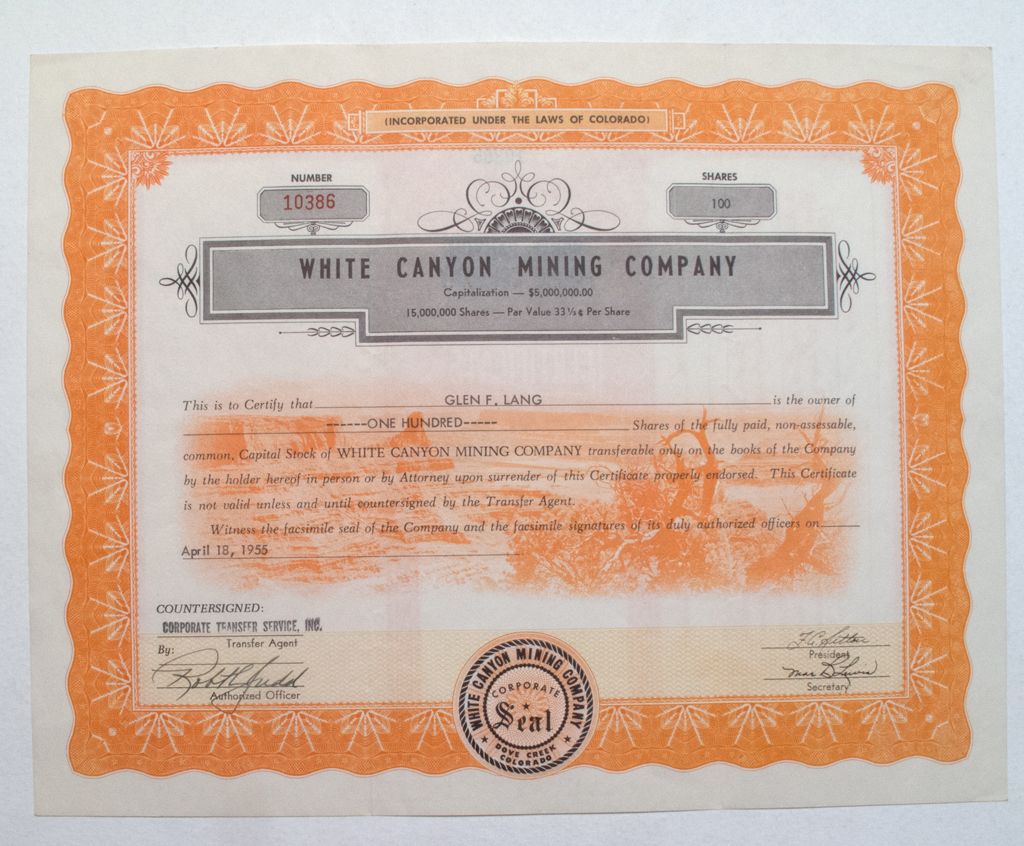 (INCORPORATED UNDER THE LAWS OF COLORADO)
NUMBER
10386
SHARES
100
WHITE CANYON MINING COMPANY
Capitalization — $5,000,000.00
15,000,000 Shares — Par Value 33⅓¢ Per Share
This is to Certify that GLEN F. LANG is the owner of
------ONE HUNDRED----- Shares of the fully paid, non-assessable,
common, Capital Stock of WHITE CANYON MINING COMPANY transferable only on the books of the Company
by the holder hereof in person or by Attorney upon surrender of this Certificate properly endorsed. This Certificate
is not valid unless and until countersigned by the Transfer Agent.
Witness the facsimile seal of the Company and the facsimile signatures of its duly authorized officers on
April 18, 1955
COUNTERSIGNED:
CORPORATE TRANSFER SERVICE, INC.
Transfer Agent
By:
Authorized Officer
President
Secretary
WHITE CANYON MINING COMPANY
CORPORATE
Seal
DOVE CREEK
COLORADO